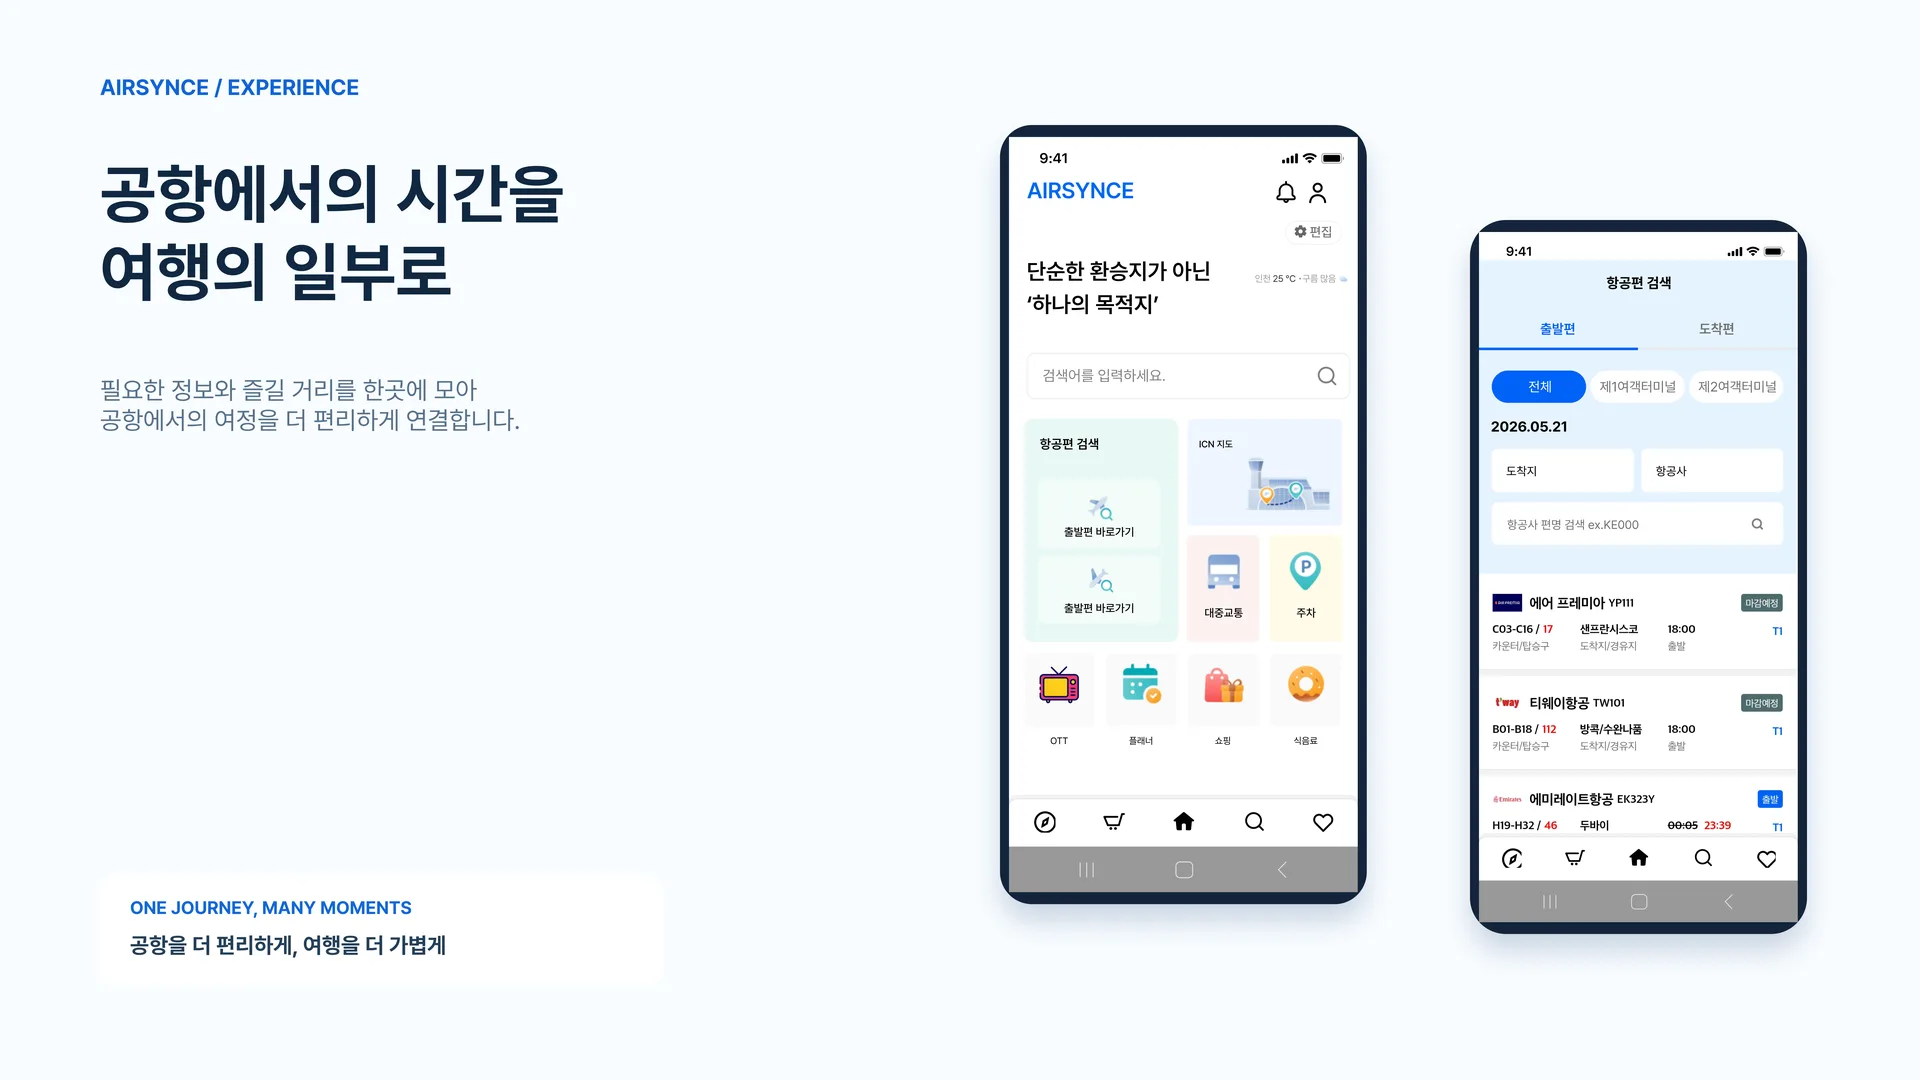 AIRSYNCE / EXPERIENCE
공항에서의 시간을
여행의 일부로
필요한 정보와 즐길 거리를 한곳에 모아
공항에서의 여정을 더 편리하게 연결합니다.
ONE JOURNEY, MANY MOMENTS
공항을 더 편리하게, 여행을 더 가볍게
9:41
AIRSYNCE
편집
단순한 환승지가 아닌
‘하나의 목적지’
인천 25 °C • 구름 많음
검색어를 입력하세요.
항공편 검색
출발편 바로가기
출발편 바로가기
ICN 지도
대중교통
P
주차
OTT
플래너
쇼핑
식음료
9:41
항공편 검색
출발편
도착편
전체
제1여객터미널
제2여객터미널
2026.05.21
도착지
항공사
항공사 편명 검색 ex.KE000
에어 프레미아 YP111
마감예정
C03-C16 / 17
샌프란시스코
18:00
T1
카운터/탑승구
도착지/경유지
출발
t'way
티웨이항공 TW101
마감예정
B01-B18 / 112
방콕/수완나품
18:00
T1
카운터/탑승구
도착지/경유지
출발
Emirates
에미레이트항공 EK323Y
출발
H19-H32 / 46
두바이
00:05 23:39
T1